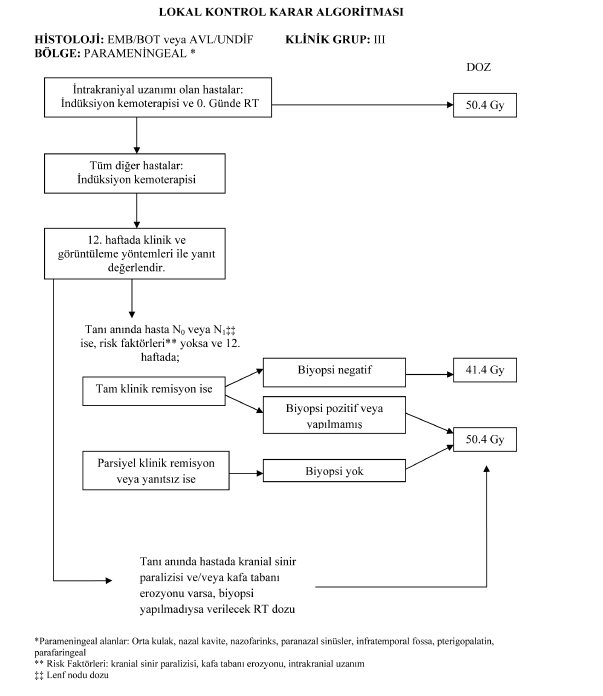 LOKAL KONTROL KARAR ALGORİTMASI
HİSTOLOJİ: EMB/BOT veya AVL/UNDİF KLİNİK GRUP: III
BÖLGE: PARAMENİNGEAL *
DOZ
İntrakraniyal uzanımı olan hastalar:
İndüksiyon kemoterapisi ve 0. Günde RT
50.4 Gy
Tüm diğer hastalar:
İndüksiyon kemoterapisi
12. haftada klinik ve
görüntüleme yöntemleri ile yanıt
değerlendir.
Tanı anında hasta N0 veya N1‡‡
ise, risk faktörleri** yoksa ve 12.
haftada;
Tam klinik remisyon ise
Biyopsi negatif
41.4 Gy
Biyopsi pozitif veya
yapılmamış
50.4 Gy
Parsiyel klinik remisyon
veya yanıtsız ise
Biyopsi yok
Tanı anında hastada kranial sinir
paralizisi ve/veya kafa tabanı
erozyonu varsa, biyopsi
yapılmadıysa verilecek RT dozu
*Parameningeal alanlar: Orta kulak, nazal kavite, nazofarinks, paranazal sinüsler, infratemporal fossa, pterigopalatin,
parafaringeal
** Risk Faktörleri: kranial sinir paralizisi, kafa tabanı erozyonu, intrakranial uzanım
‡‡ Lenf nodu dozu